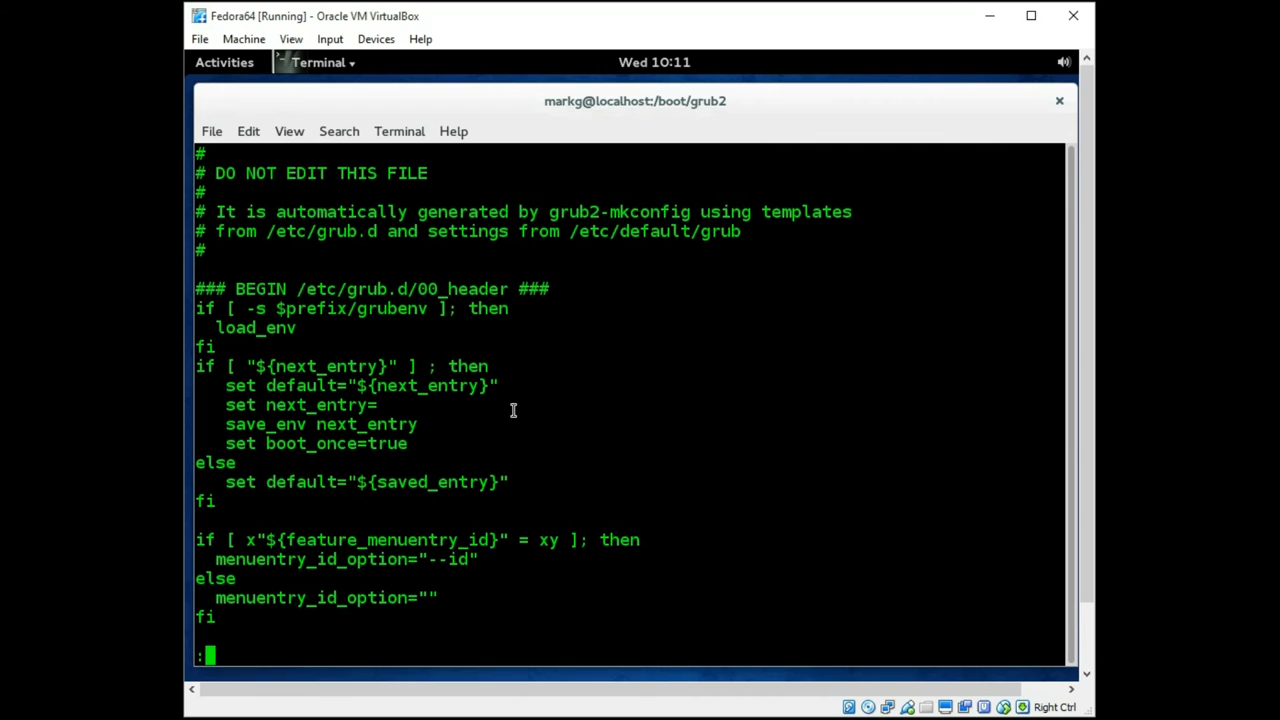 Fedora64 [Running] - Oracle VM VirtualBox
File Machine View Input Devices Help
Activities Terminal Wed 10:11
markg@localhost:/boot/grub2
File Edit View Search Terminal Help
#
# DO NOT EDIT THIS FILE
#
# It is automatically generated by grub2-mkconfig using templates
# from /etc/grub.d and settings from /etc/default/grub
#
### BEGIN /etc/grub.d/00_header ###
if [ -s $prefix/grubenv ]; then
  load_env
fi
if [ "${next_entry}" ] ; then
   set default="${next_entry}"
   set next_entry=
   save_env next_entry
   set boot_once=true
else
   set default="${saved_entry}"
fi
if [ x"${feature_menuentry_id}" = xy ]; then
  menuentry_id_option="--id"
else
  menuentry_id_option=""
fi
:
Right Ctrl